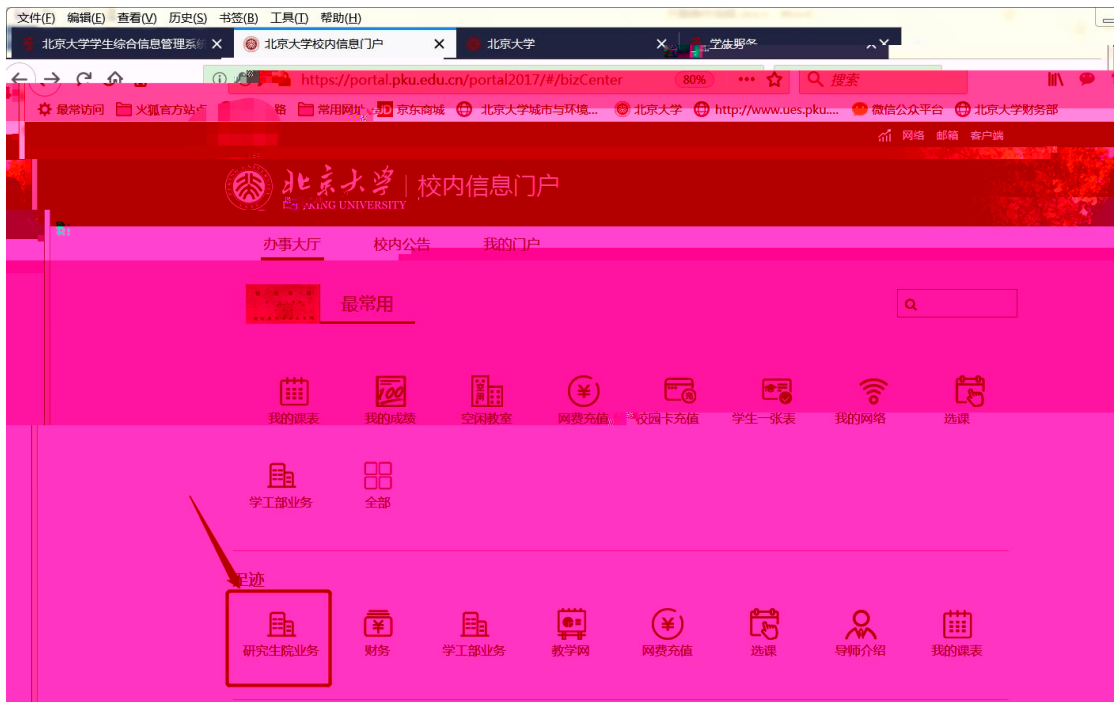 文件(F) 编辑(E) 查看(V) 历史(S) 书签(B) 工具(T) 帮助(H)
北京大学学生综合信息管理系统 北京大学校内信息门户 北京大学
https://portal.pku.edu.cn/portal2017/#/bizCenter 80% 搜索
最常访问 火狐官方站点 常用网址 JD 京东商城 北京大学城市与环境... 北京大学 http://www.ues.pku.... 微信公众平台 北京大学财务部
网络 邮箱 客户端
北京大学 校内信息门户
PEKING UNIVERSITY
办事大厅 校内公告 我的门户
最常用
100
我的课表 我的成绩 空闲教室 网费充值 校园卡充值 学生一张表 我的网络 选课
学工部业务 全部
足迹
研究生院业务 财务 学工部业务 教学网 网费充值 选课 导师介绍 我的课表